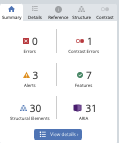 Summary Details Reference Structure Contrast
0 1
Errors Contrast Errors
3 7
Alerts Features
30 31
Structural Elements ARIA
View details ›